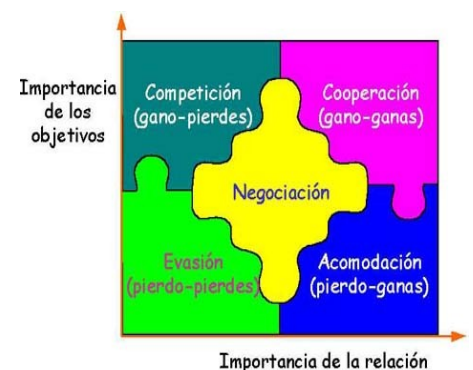 Importancia
de los
objetivos
Competición
(gano-pierdes)
Cooperación
(gano-ganas)
Negociación
Evasión
(pierdo-pierdes)
Acomodación
(pierdo-ganas)
Importancia de la relación